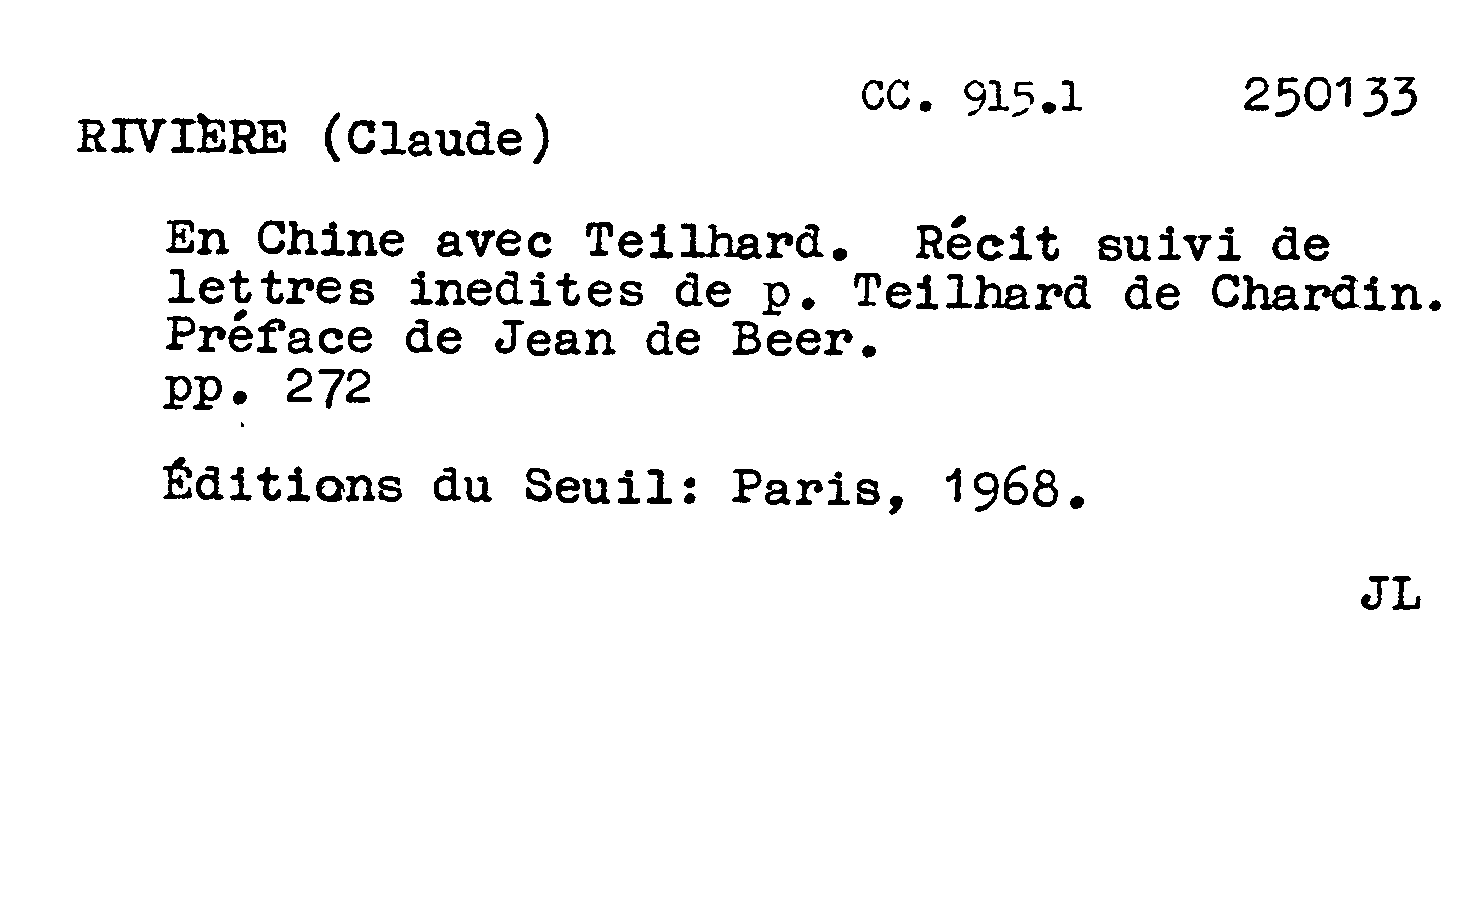 CC. 915.1 250133
RIVIÈRE (Claude)
En Chine avec Teilhard. Récit suivi de
lettres inedites de p. Teilhard de Chardin.
Préface de Jean de Beer.
pp. 272
Éditions du Seuil: Paris, 1968.
JL